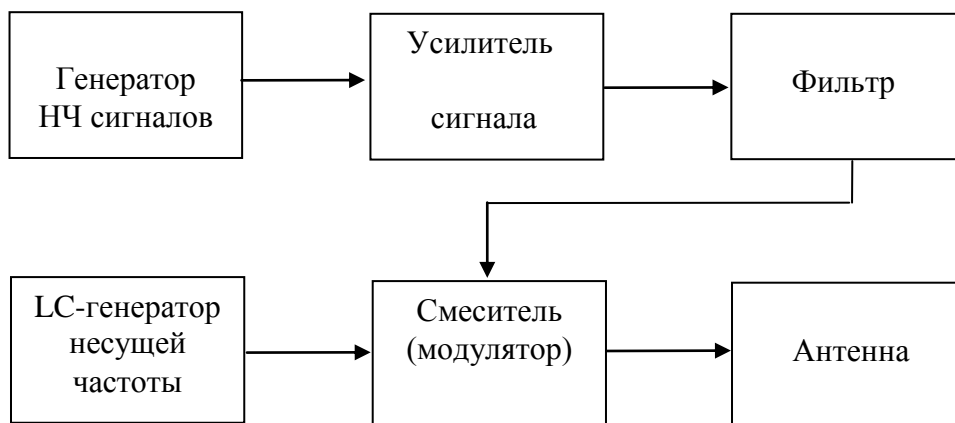 Генератор
НЧ сигналов
Усилитель
сигнала
Фильтр
LC-генератор
несущей
частоты
Смеситель
(модулятор)
Антенна